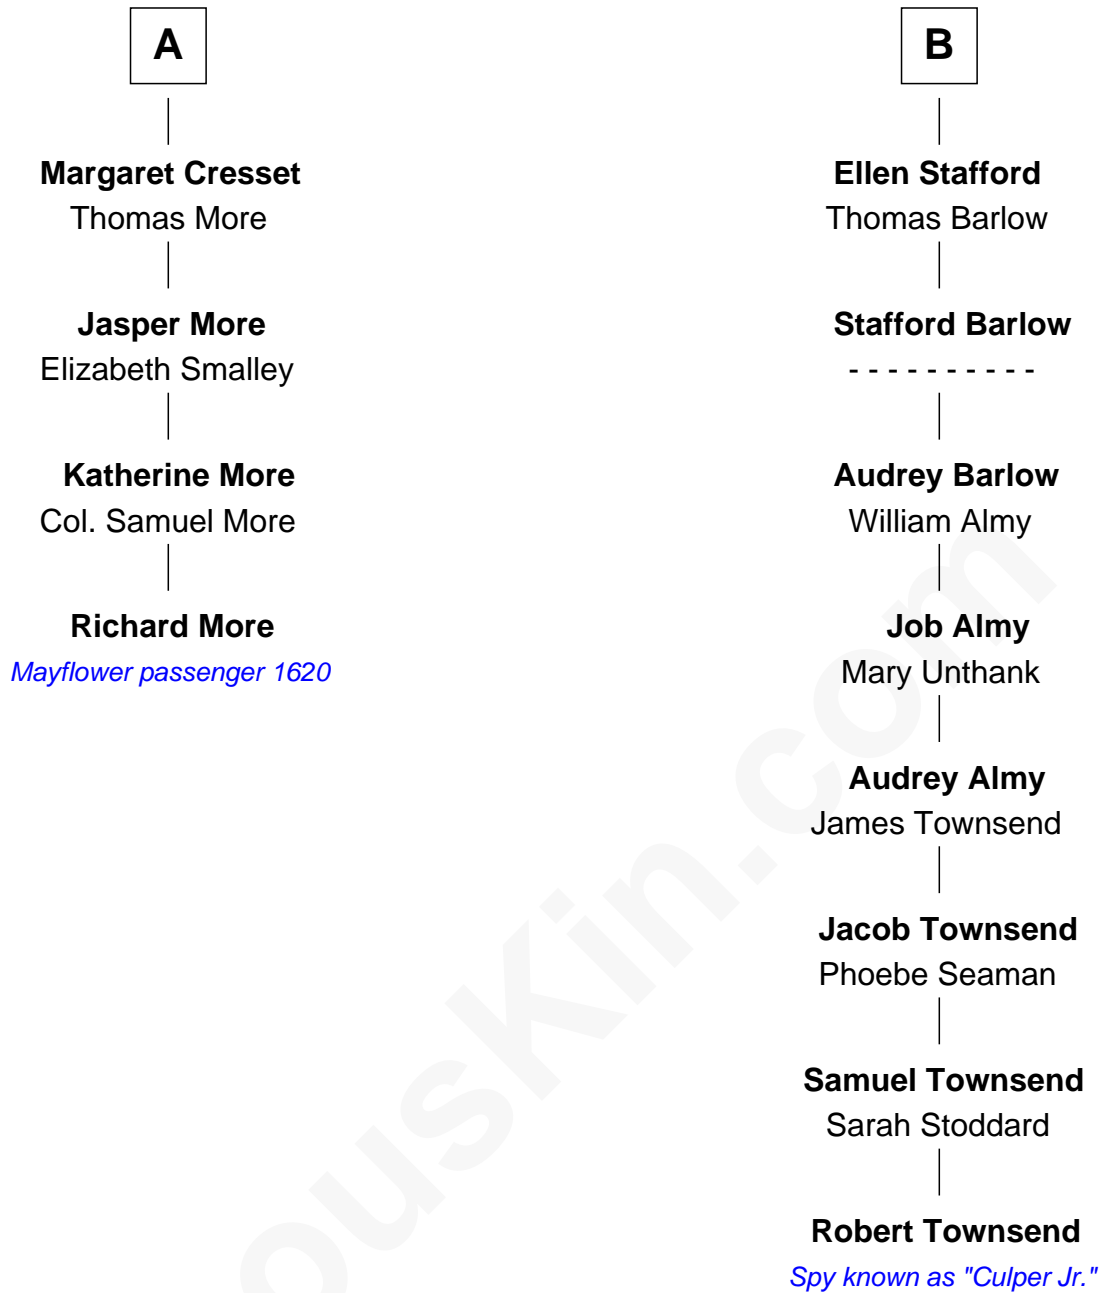 A
Margaret Cresset
Thomas More
Jasper More
Elizabeth Smalley
Katherine More
Col. Samuel More
Richard More
Mayflower passenger 1620
B
Ellen Stafford
Thomas Barlow
Stafford Barlow
- - - - - - - - - -
Audrey Barlow
William Almy
Job Almy
Mary Unthank
Audrey Almy
James Townsend
Jacob Townsend
Phoebe Seaman
Samuel Townsend
Sarah Stoddard
Robert Townsend
Spy known as "Culper Jr."
ousKin.com